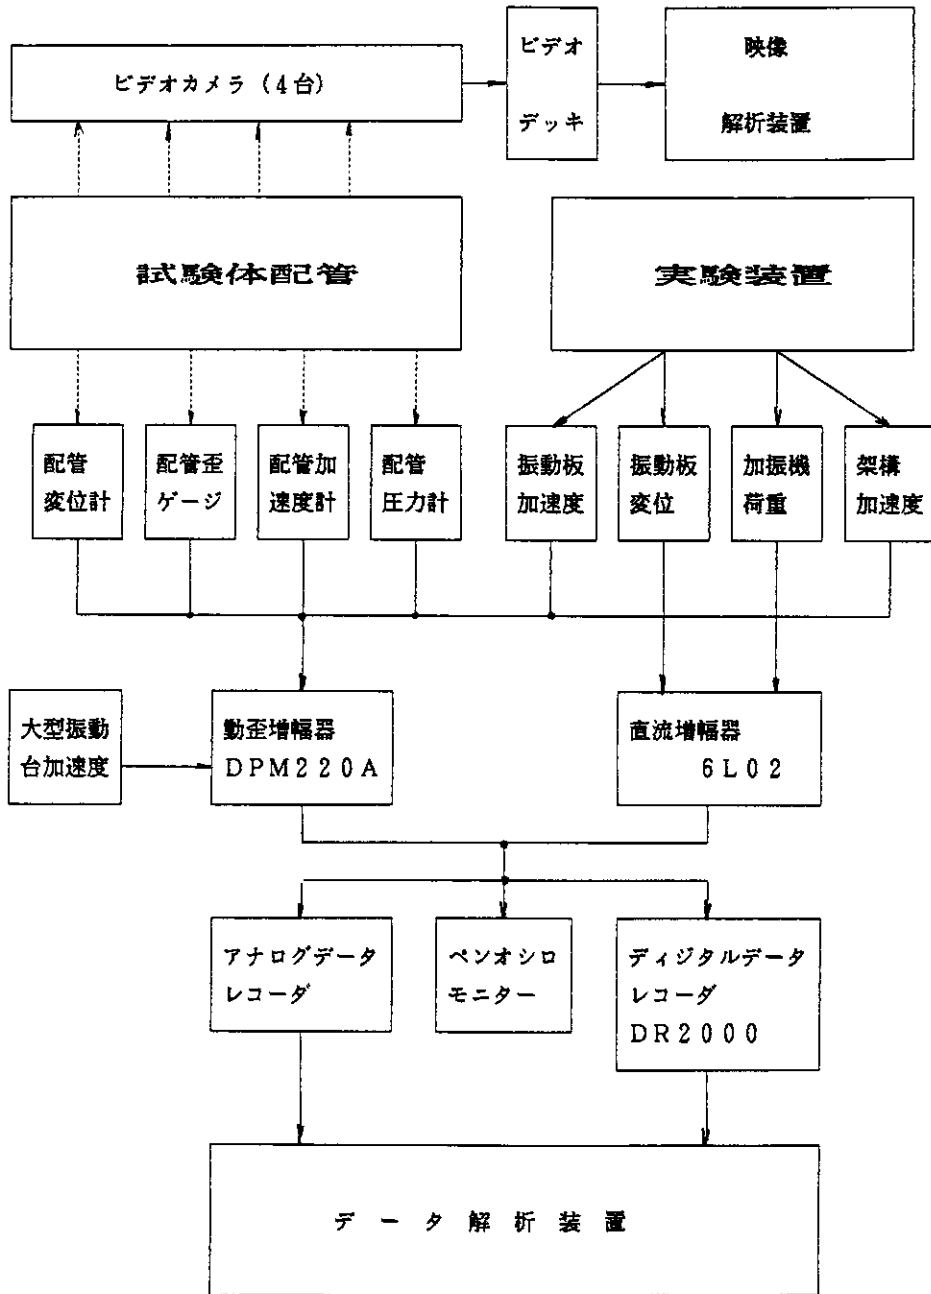 ビデオカメラ（4台）
ビデオ
デッキ
映像
解析装置
試験体配管
実験装置
配管
変位計
配管歪
ゲージ
配管加
速度計
配管
圧力計
振動板
加速度
振動板
変位
加振機
荷重
架構
加速度
大型振動
台加速度
動歪増幅器
DPM220A
直流増幅器
6L02
アナログデータ
レコーダ
ペンオシロ
モニター
ディジタルデータ
レコーダ
DR2000
データ解析装置